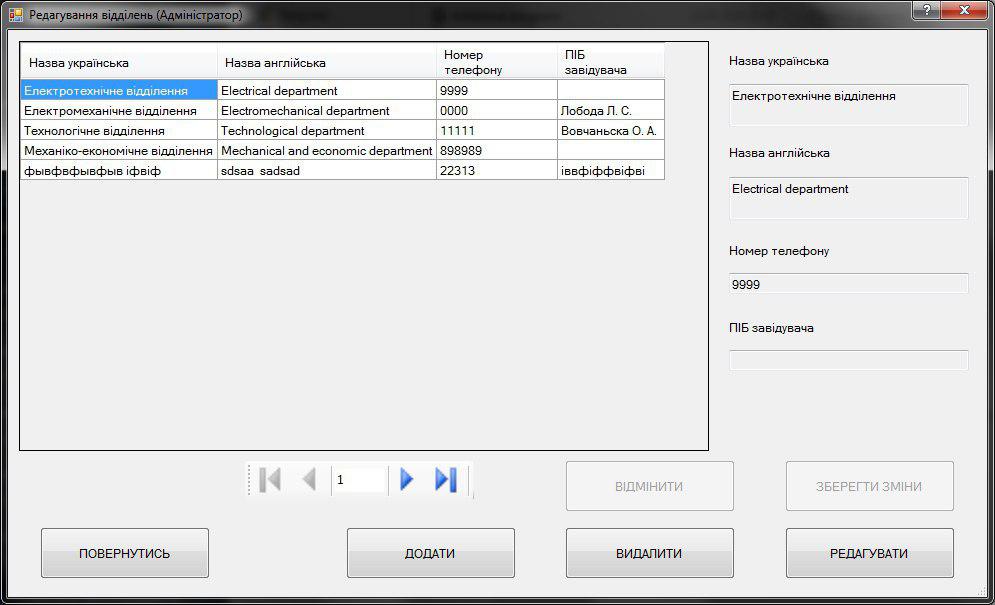 Редагування відділень (Адміністратор)
Назва українська Назва англійська Номер телефону ПІБ завідувача
Електротехнічне відділення Electrical department 9999
Електромеханічне відділення Electromechanical department 0000 Лобода Л. С.
Технологічне відділення Technological department 11111 Вовчаньска О. А.
Механіко-економічне відділення Mechanical and economic department 898989
фывфвфывфыв іфвіф sdsaa sadsad 22313 іввфіффвіфві
Назва українська
Електротехнічне відділення
Назва англійська
Electrical department
Номер телефону
9999
ПІБ завідувача
1
ВІДМІНИТИ ЗБЕРЕГТИ ЗМІНИ
ПОВЕРНУТИСЬ ДОДАТИ ВИДАЛИТИ РЕДАГУВАТИ